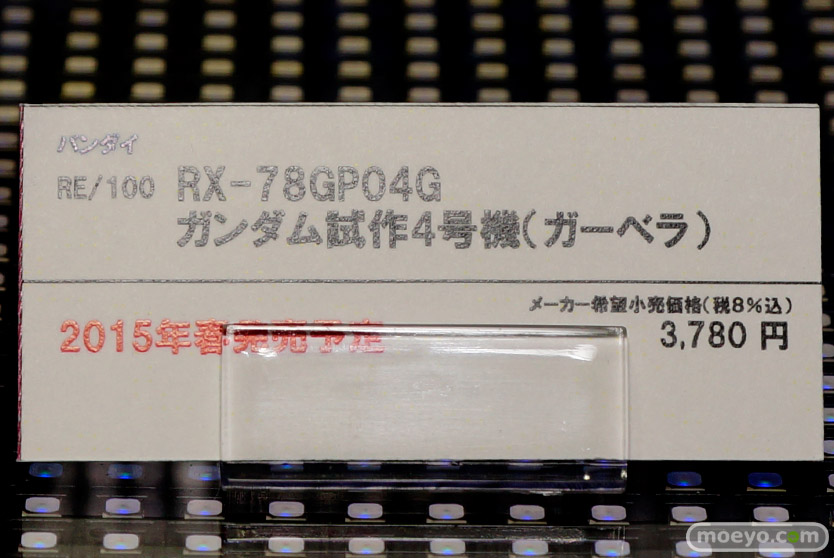 バンダイ
RE/100 RX-78GP04G
ガンダム試作4号機(ガーベラ)
メーカー希望小売価格(税8%込)
2015年春発売予定
3,780 円
moeyo.com